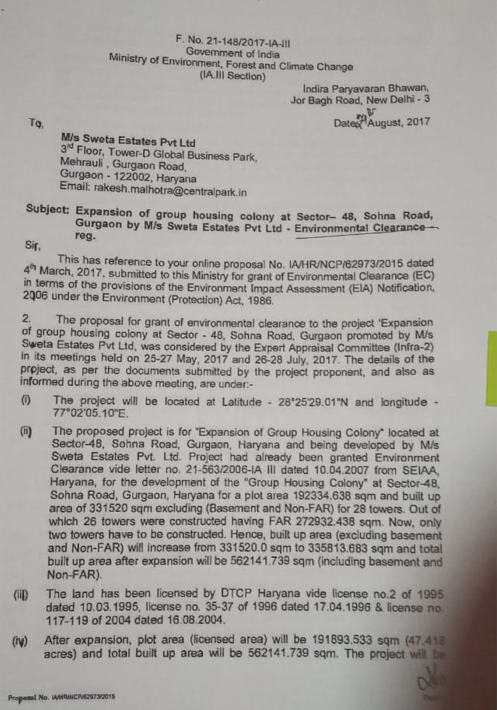 F. No. 21-148/2017-IA-III
Government of India
Ministry of Environment, Forest and Climate Change
(IA.III Section)
Indira Paryavaran Bhawan,
Jor Bagh Road, New Delhi - 3
Dated August, 2017
To,
M/s Sweta Estates Pvt Ltd
3rd Floor, Tower-D Global Business Park,
Mehrauli , Gurgaon Road,
Gurgaon - 122002, Haryana
Email: rakesh.malhotra@centralpark.in
Subject: Expansion of group housing colony at Sector– 48, Sohna Road,
Gurgaon by M/s Sweta Estates Pvt Ltd - Environmental Clearance –
reg.
Sir,
This has reference to your online proposal No. IA/HR/NCP/62973/2015 dated
4th March, 2017, submitted to this Ministry for grant of Environmental Clearance (EC)
in terms of the provisions of the Environment Impact Assessment (EIA) Notification,
2006 under the Environment (Protection) Act, 1986.
2. The proposal for grant of environmental clearance to the project 'Expansion
of group housing colony at Sector - 48, Sohna Road, Gurgaon promoted by M/s
Sweta Estates Pvt Ltd, was considered by the Expert Appraisal Committee (Infra-2)
in its meetings held on 25-27 May, 2017 and 26-28 July, 2017. The details of the
project, as per the documents submitted by the project proponent, and also as
informed during the above meeting, are under:-
(i) The project will be located at Latitude - 28°25'29.01"N and longitude -
77°02'05.10"E.
(ii) The proposed project is for "Expansion of Group Housing Colony" located at
Sector-48, Sohna Road, Gurgaon, Haryana and being developed by M/s
Sweta Estates Pvt. Ltd. Project had already been granted Environment
Clearance vide letter no. 21-563/2006-IA III dated 10.04.2007 from SEIAA,
Haryana, for the development of the "Group Housing Colony" at Sector-48,
Sohna Road, Gurgaon, Haryana for a plot area 192334.638 sqm and built up
area of 331520 sqm excluding (Basement and Non-FAR) for 28 towers. Out of
which 26 towers were constructed having FAR 272932.438 sqm. Now, only
two towers have to be constructed. Hence, built up area (excluding basement
and Non-FAR) will increase from 331520.0 sqm to 335813.683 sqm and total
built up area after expansion will be 562141.739 sqm (including basement and
Non-FAR).
(iii) The land has been licensed by DTCP Haryana vide license no.2 of 1995
dated 10.03.1995, license no. 35-37 of 1996 dated 17.04.1996 & license no.
117-119 of 2004 dated 16.08.2004.
(iv) After expansion, plot area (licensed area) will be 191893.533 sqm (47.418
acres) and total built up area will be 562141.739 sqm. The project will be
Proposal No. IA/HR/NCP/62973/2015